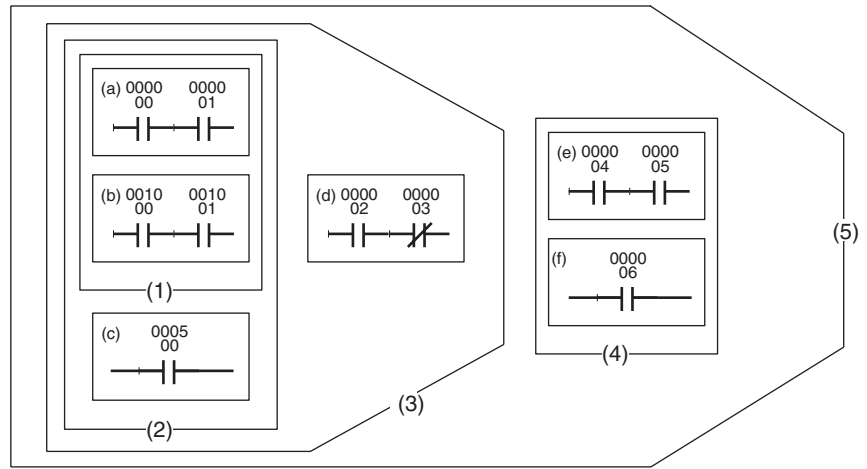 (a) 0000 0000
00 01
(b) 0010 0010
00 01
(1)
(c) 0005
00
(2)
(d) 0000 0000
02 03
(3)
(e) 0000 0000
04 05
(f) 0000
06
(4)
(5)